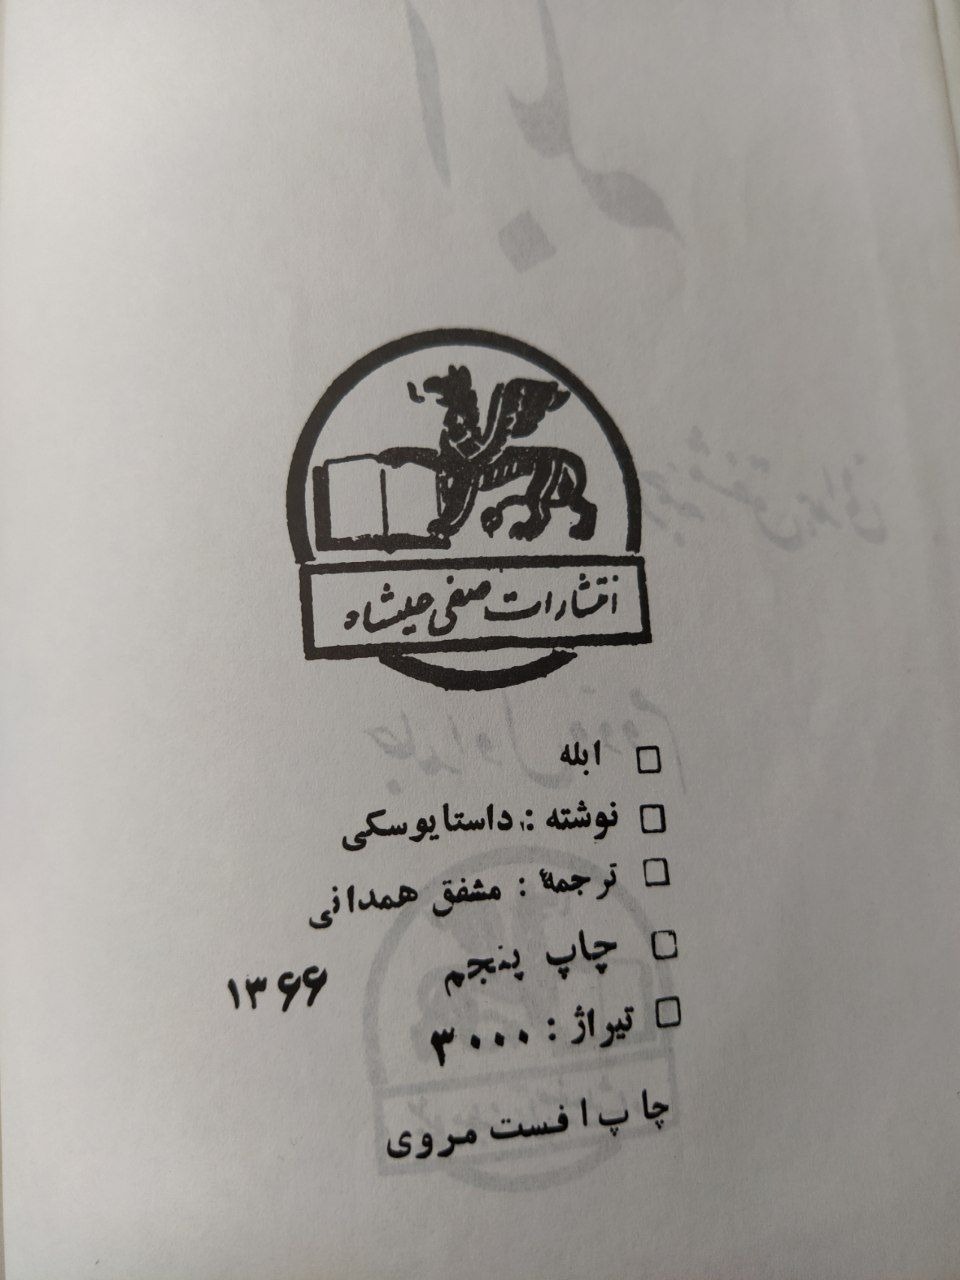 انتشارات صفی علیشاه
ابله
نوشته : داستایوسکی
ترجمهٔ : مشفق همدانی
چاپ پنجم ۱۳۶۶
تیراژ : ۳۰۰۰
چاپ افست مروی